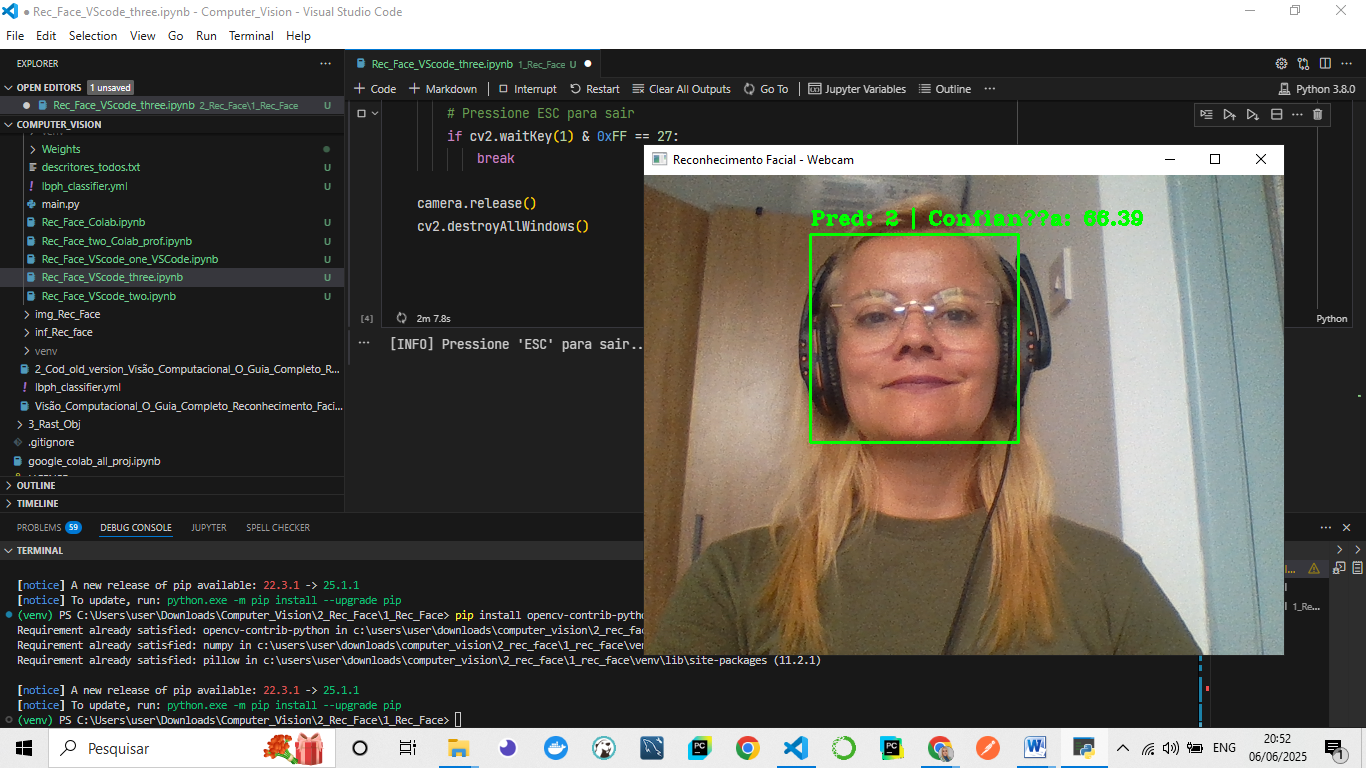 ● Rec_Face_VScode_three.ipynb - Computer_Vision - Visual Studio Code
File Edit Selection View Go Run Terminal Help
EXPLORER
OPEN EDITORS 1 unsaved
Rec_Face_VScode_three.ipynb 2_Rec_Face\1_Rec_Face U
COMPUTER_VISION
Weights
descritores_todos.txt U
lbph_classifier.yml U
main.py
Rec_Face_Colab.ipynb U
Rec_Face_two_Colab_prof.ipynb U
Rec_Face_VScode_one_VSCode.ipynb U
Rec_Face_VScode_three.ipynb U
Rec_Face_VScode_two.ipynb U
img_Rec_Face
inf_Rec_face
venv
2_Cod_old_version_Visão_Computacional_O_Guia_Completo_R...
lbph_classifier.yml
Visão_Computacional_O_Guia_Completo_Reconhecimento_Faci...
3_Rast_Obj
.gitignore
google_colab_all_proj.ipynb
OUTLINE
TIMELINE
Rec_Face_VScode_three.ipynb 1_Rec_Face U ●
+ Code + Markdown Interrupt Restart Clear All Outputs Go To Jupyter Variables Outline ... Python 3.8.0
# Pressione ESC para sair
if cv2.waitKey(1) & 0xFF == 27:
break
camera.release()
cv2.destroyAllWindows()
[4] 2m 7.8s Python
... [INFO] Pressione 'ESC' para sair..
Reconhecimento Facial - Webcam
Pred: 2 | Confian??a: 66.39
PROBLEMS 59 DEBUG CONSOLE JUPYTER SPELL CHECKER
TERMINAL
[notice] A new release of pip available: 22.3.1 -> 25.1.1
[notice] To update, run: python.exe -m pip install --upgrade pip
(venv) PS C:\Users\user\Downloads\Computer_Vision\2_Rec_Face\1_Rec_Face> pip install opencv-contrib-pytho
Requirement already satisfied: opencv-contrib-python in c:\users\user\downloads\computer_vision\2_rec_fac
Requirement already satisfied: numpy in c:\users\user\downloads\computer_vision\2_rec_face\1_rec_face\ven
Requirement already satisfied: pillow in c:\users\user\downloads\computer_vision\2_rec_face\1_rec_face\venv\lib\site-packages (11.2.1)
[notice] A new release of pip available: 22.3.1 -> 25.1.1
[notice] To update, run: python.exe -m pip install --upgrade pip
(venv) PS C:\Users\user\Downloads\Computer_Vision\2_Rec_Face\1_Rec_Face>
1_Re...
Pesquisar
ENG
20:52
06/06/2025
1